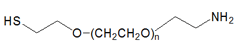 HS O-(CH₂CH₂O)n NH₂